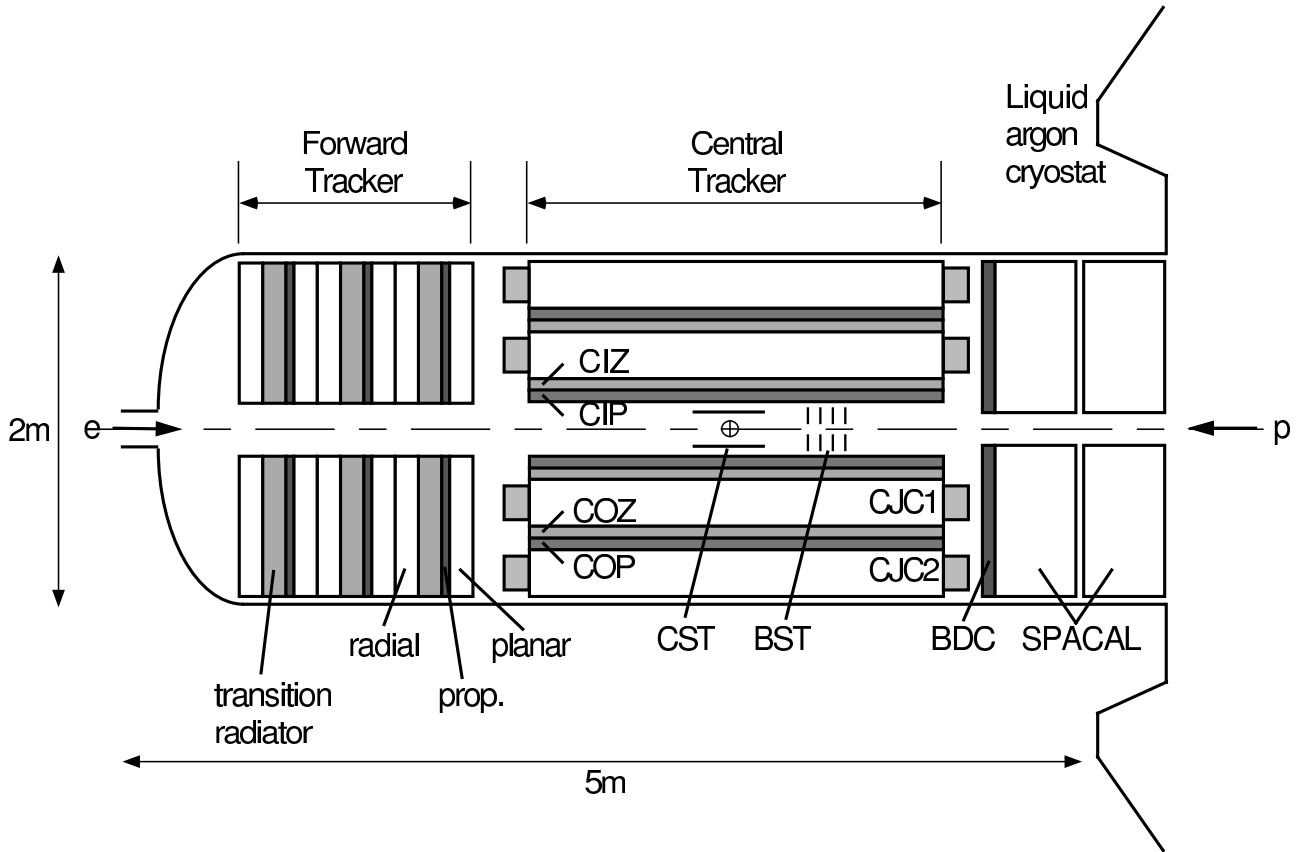 Liquid
argon
cryostat
Forward
Tracker
Central
Tracker
CIZ
CIP
2m
e
p
COZ
CJC1
COP
CJC2
radial
planar
CST
BST
BDC
SPACAL
transition
radiator
prop.
5m